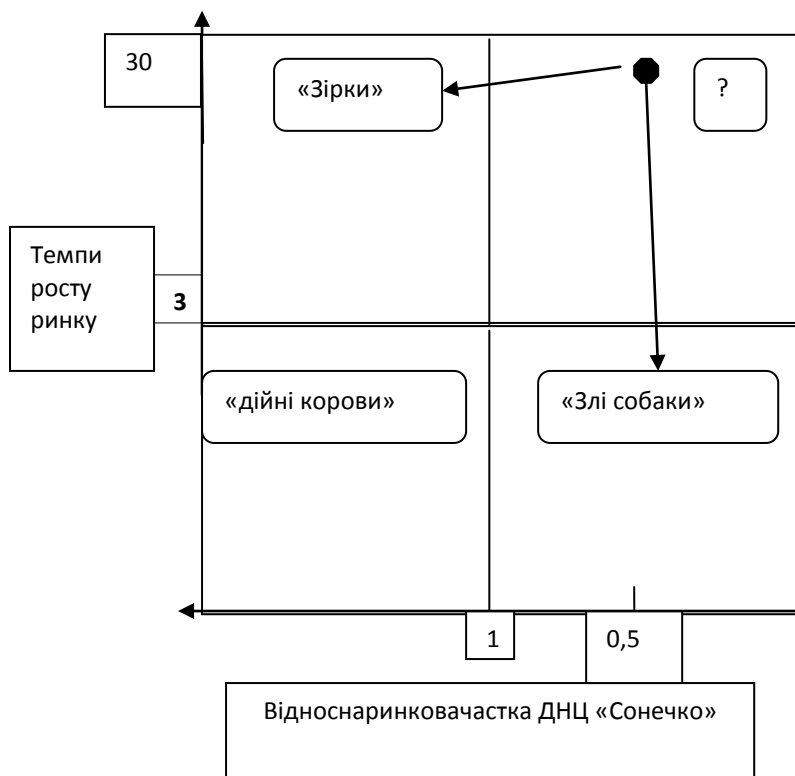 30
«Зірки»
?
Темпи
росту
ринку
3
«дійні корови»
«Злі собаки»
1
0,5
Відноснаринковачастка ДНЦ «Сонечко»